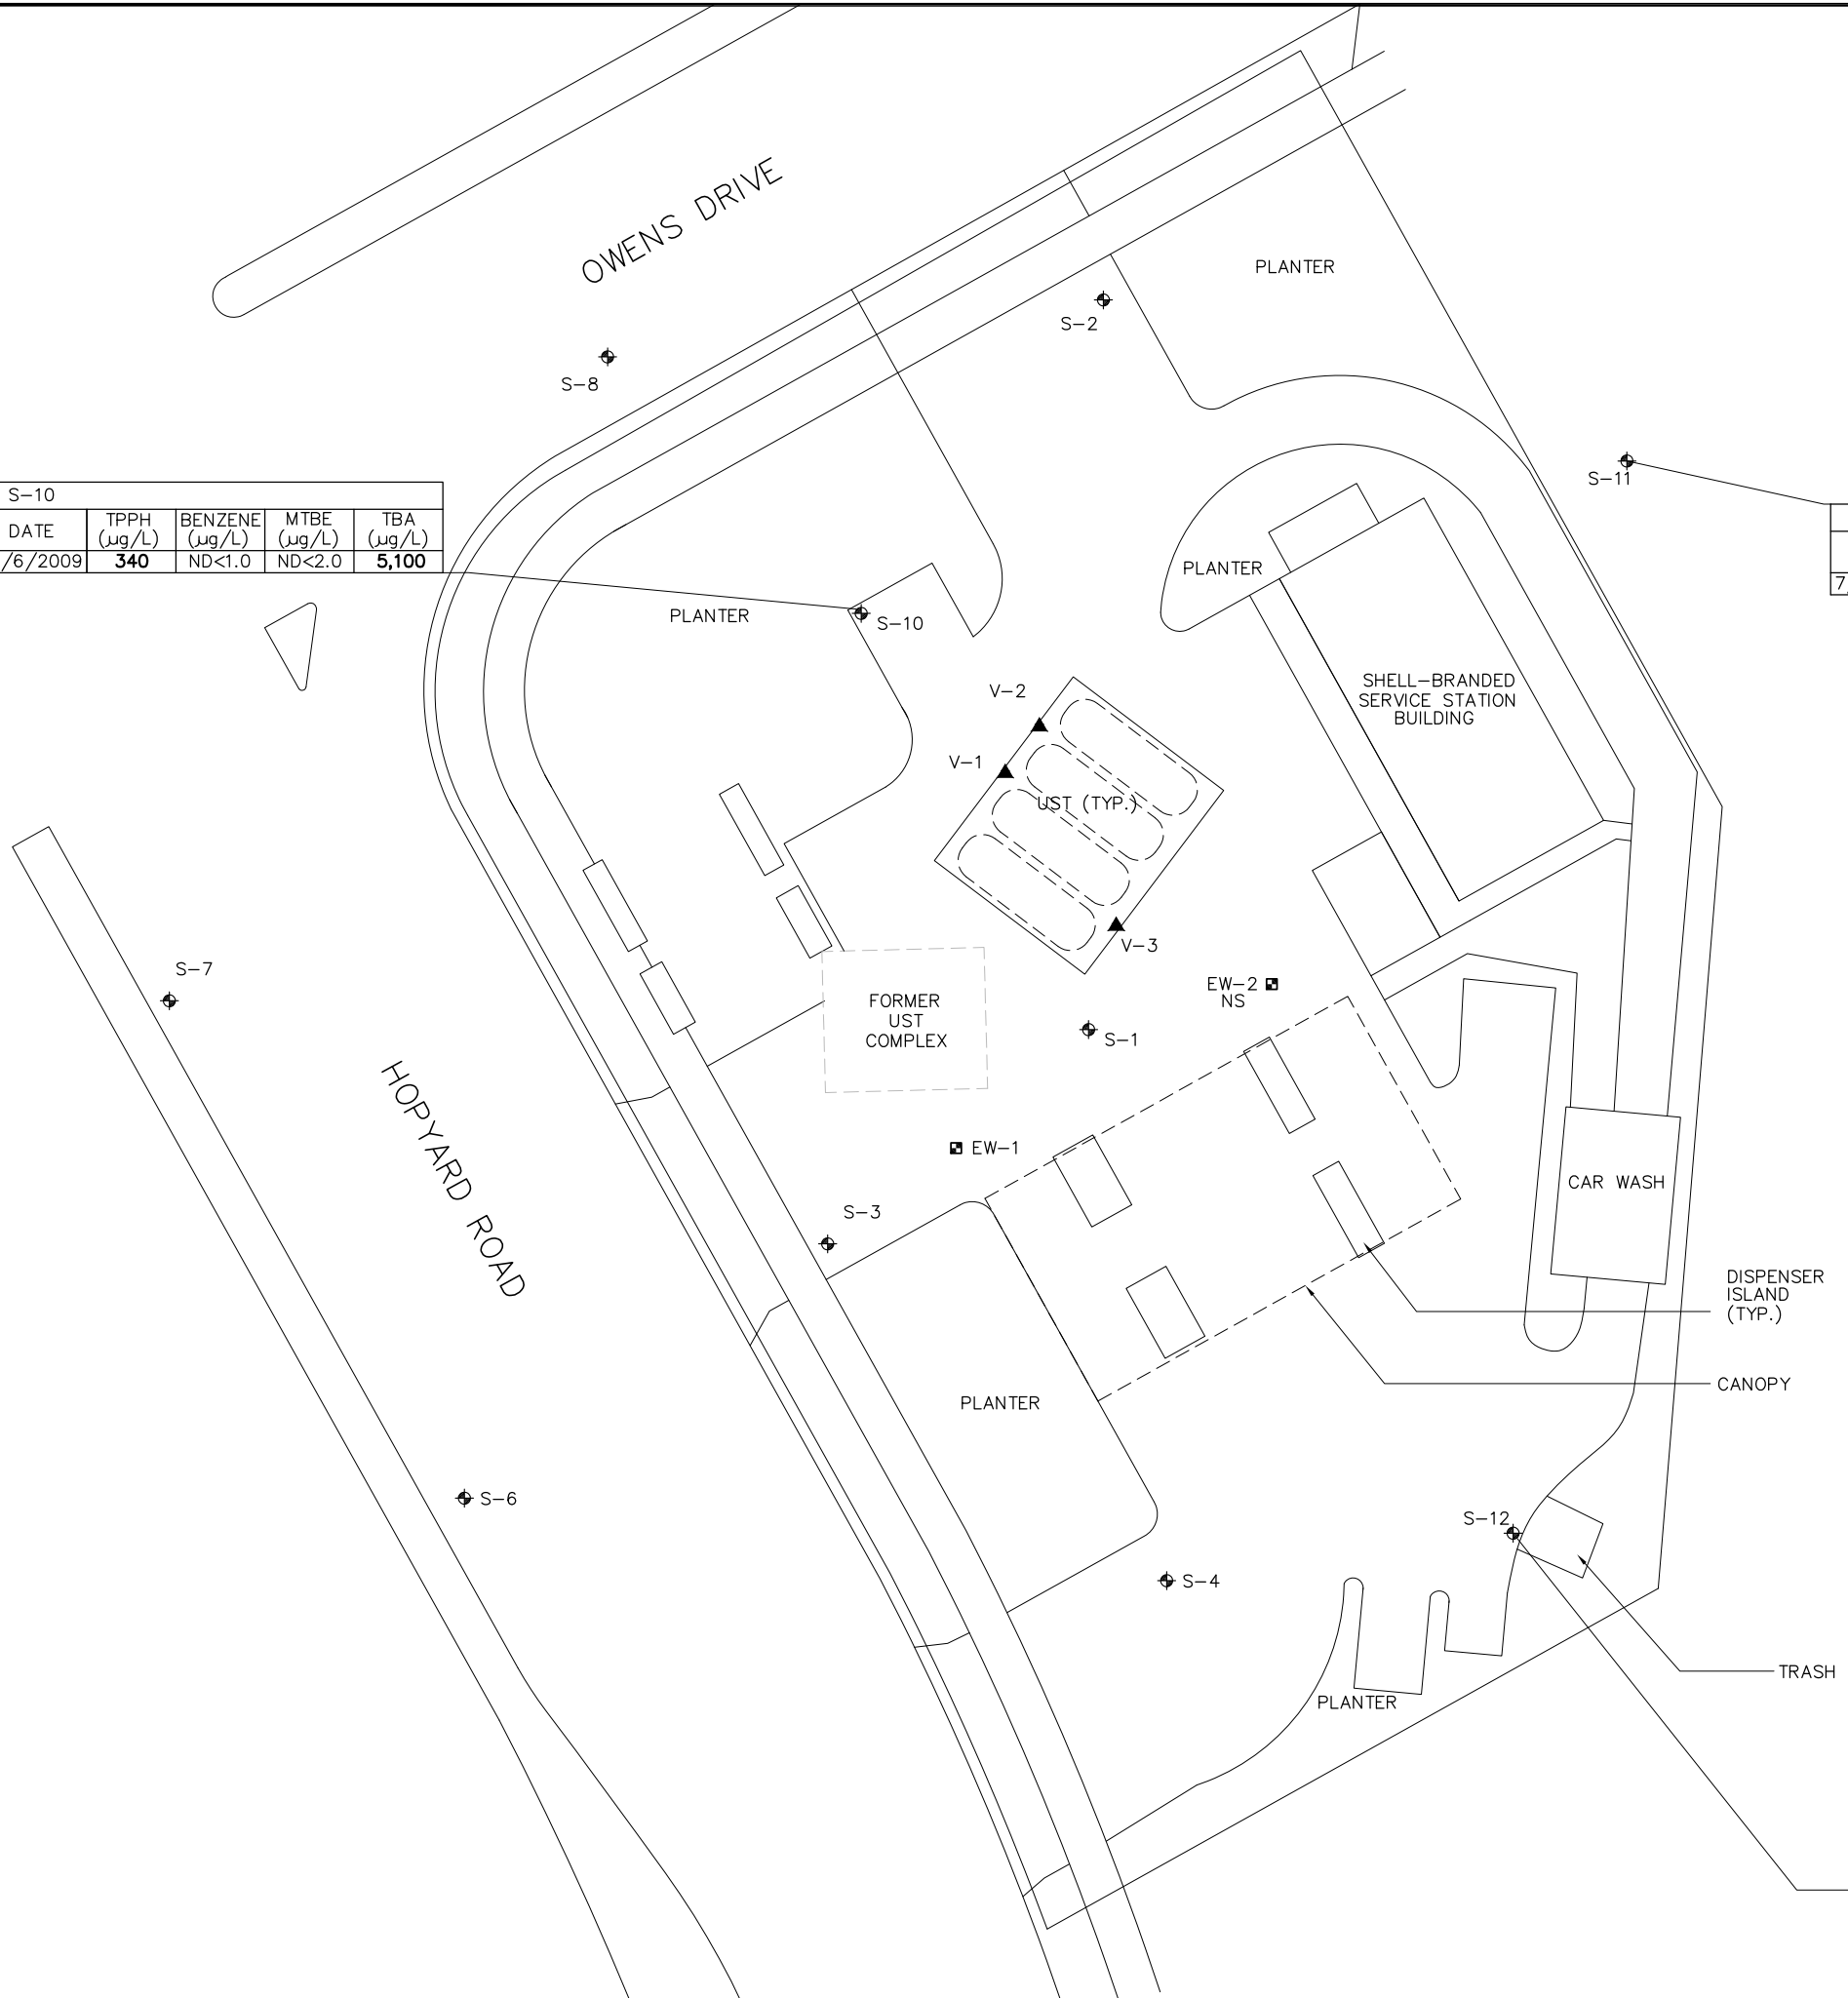 OWENS DRIVE
PLANTER
S-2
S-8
S-11
S-10
DATE TPPH (µg/L) BENZENE (µg/L) MTBE (µg/L) TBA (µg/L)
/6/2009 340 ND<1.0 ND<2.0 5,100
7
PLANTER
PLANTER
S-10
SHELL-BRANDED
SERVICE STATION
BUILDING
V-2
V-1
UST (TYP.)
V-3
S-7
EW-2
NS
FORMER
UST
COMPLEX
S-1
HOPYARD ROAD
EW-1
CAR WASH
S-3
DISPENSER
ISLAND
(TYP.)
CANOPY
PLANTER
S-6
S-12
S-4
TRASH
PLANTER